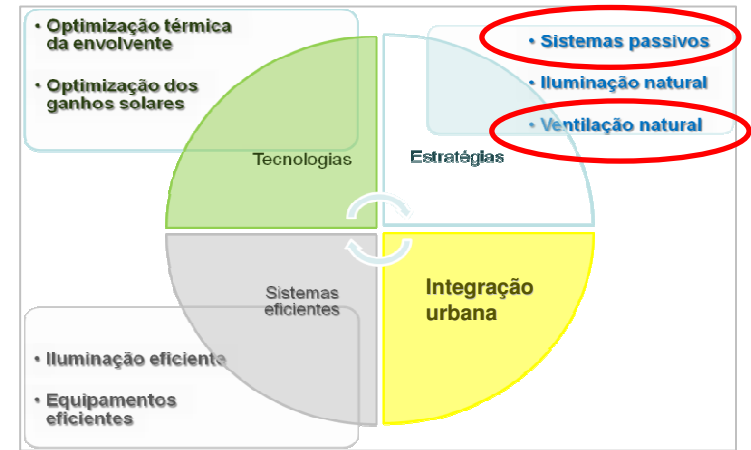 • Optimização térmica
da envolvente
• Optimização dos
ganhos solares
• Sistemas passivos
• Iluminação natural
• Ventilação natural
Tecnologias
Estratégias
Sistemas
eficientes
Integração
urbana
• Iluminação eficiente
• Equipamentos
eficientes